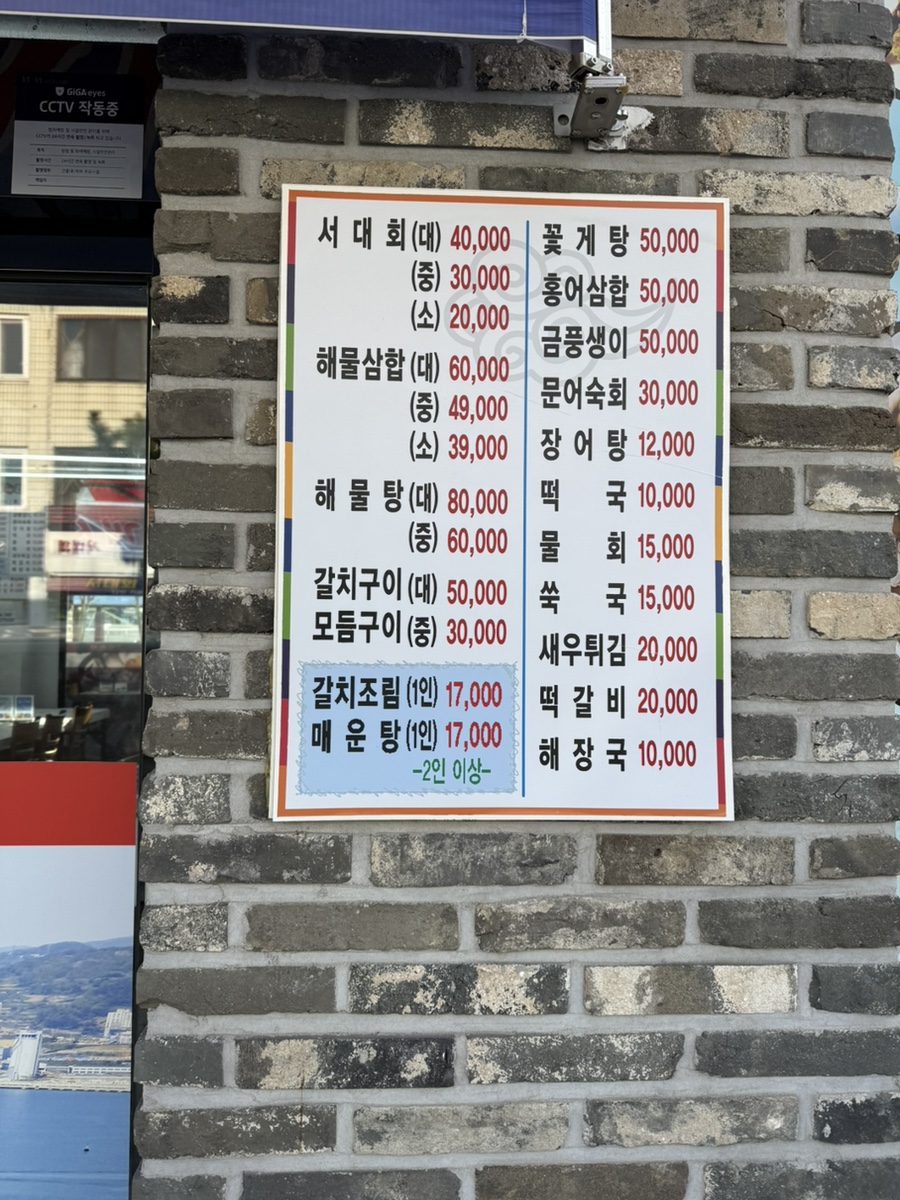 GiGA eyes
CCTV 작동중
서대회(대) 40,000
(중) 30,000
(소) 20,000
해물삼합(대) 60,000
(중) 49,000
(소) 39,000
해물탕(대) 80,000
(중) 60,000
갈치구이(대) 50,000
모듬구이(중) 30,000
갈치조림(1인) 17,000
매운탕(1인) 17,000
-2인 이상-
꽃게탕 50,000
홍어삼합 50,000
금풍생이 50,000
문어숙회 30,000
장어탕 12,000
떡국 10,000
물회 15,000
쑥국 15,000
새우튀김 20,000
떡갈비 20,000
해장국 10,000